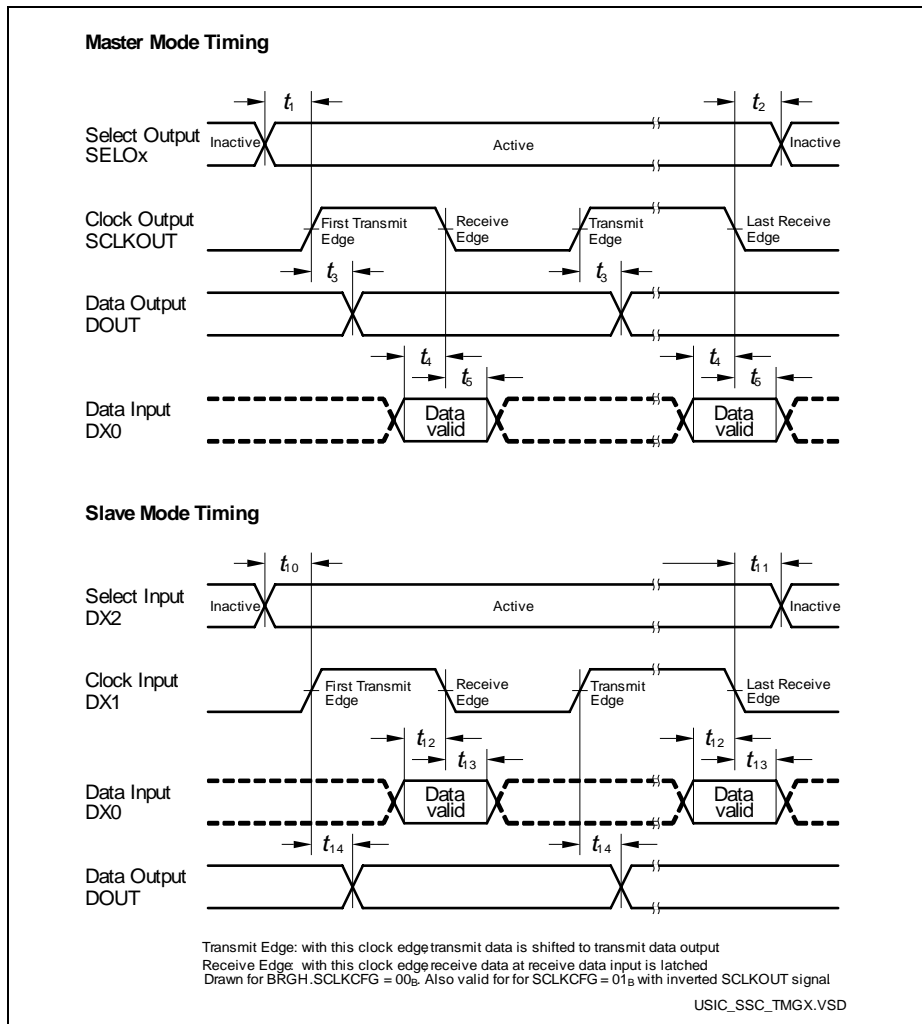 Master Mode Timing
t1
t2
Select Output
SELOx
Inactive
Active
Inactive
Clock Output
SCLKOUT
First Transmit
Edge
Receive
Edge
Transmit
Edge
Last Receive
Edge
t3
t3
Data Output
DOUT
t4
t5
t4
t5
Data Input
DX0
Data
valid
Data
valid
Slave Mode Timing
t10
t11
Select Input
DX2
Inactive
Active
Inactive
Clock Input
DX1
First Transmit
Edge
Receive
Edge
Transmit
Edge
Last Receive
Edge
t12
t13
t12
t13
Data Input
DX0
Data
valid
Data
valid
t14
t14
Data Output
DOUT
Transmit Edge: with this clock edge, transmit data is shifted to transmit data output
Receive Edge: with this clock edge, receive data at receive data input is latched
Drawn for BRGH.SCLKCFG = 00B. Also valid for for SCLKCFG = 01B with inverted SCLKOUT signal.
USIC_SSC_TMGX.VSD